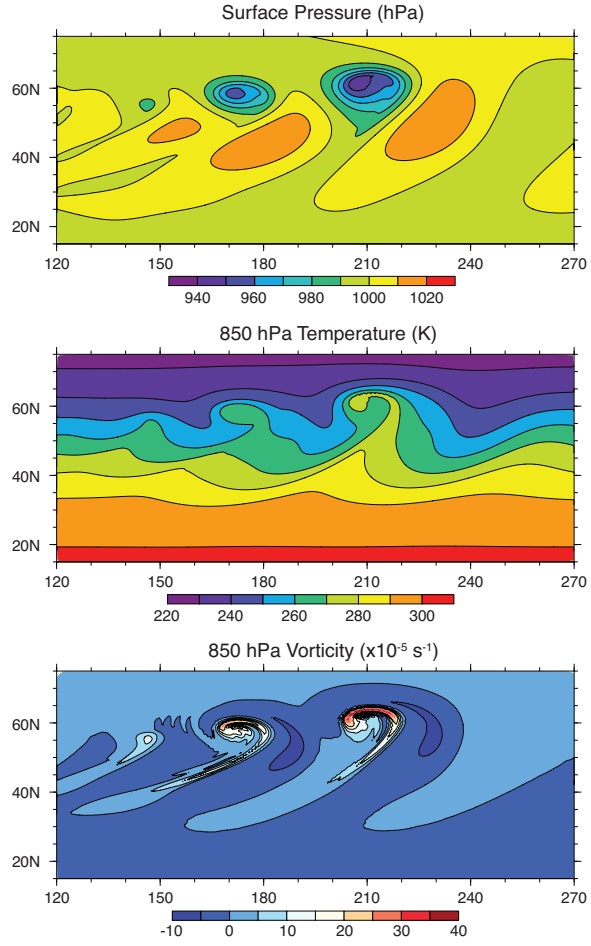 Surface Pressure (hPa)
60N
40N
20N
120 150 180 210 240 270
940 960 980 1000 1020
850 hPa Temperature (K)
60N
40N
20N
120 150 180 210 240 270
220 240 260 280 300
850 hPa Vorticity (x10⁻⁵ s⁻¹)
60N
40N
20N
120 150 180 210 240 270
-10 0 10 20 30 40